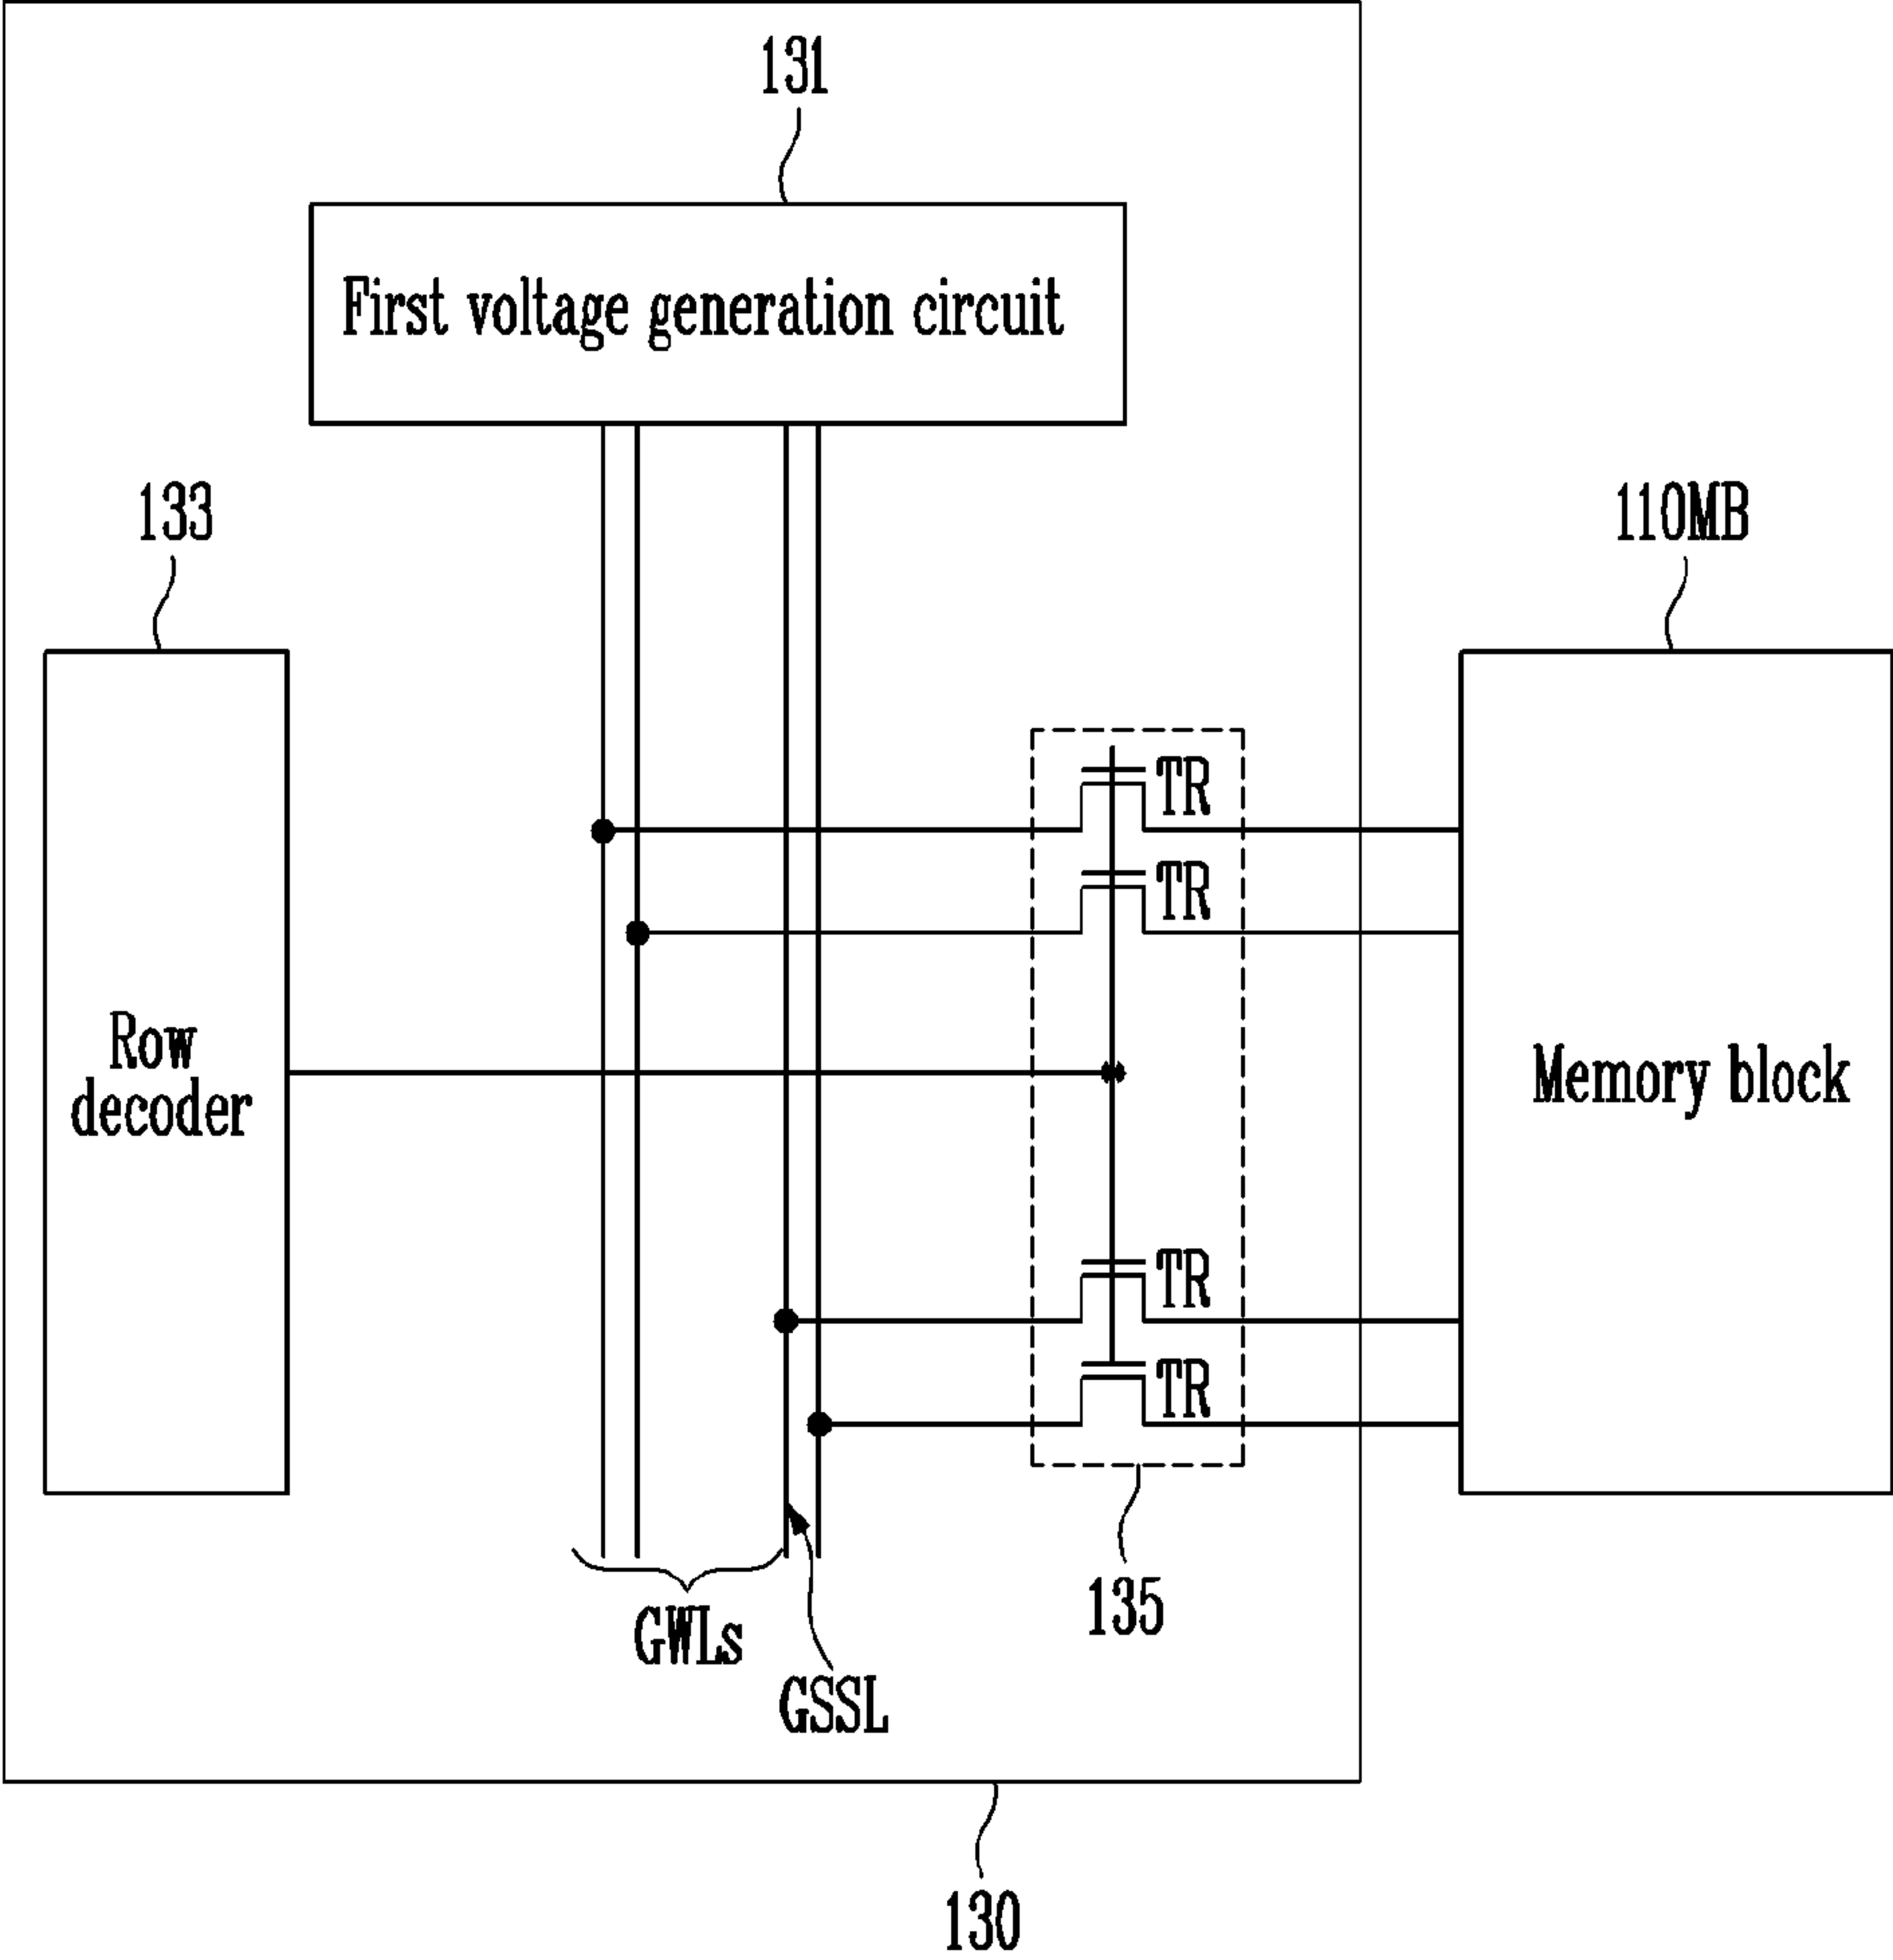 131
First voltage generation circuit
133
110MB
TR
TR
Row
decoder
Memory block
TR
TR
135
GWLs
GSSL
130